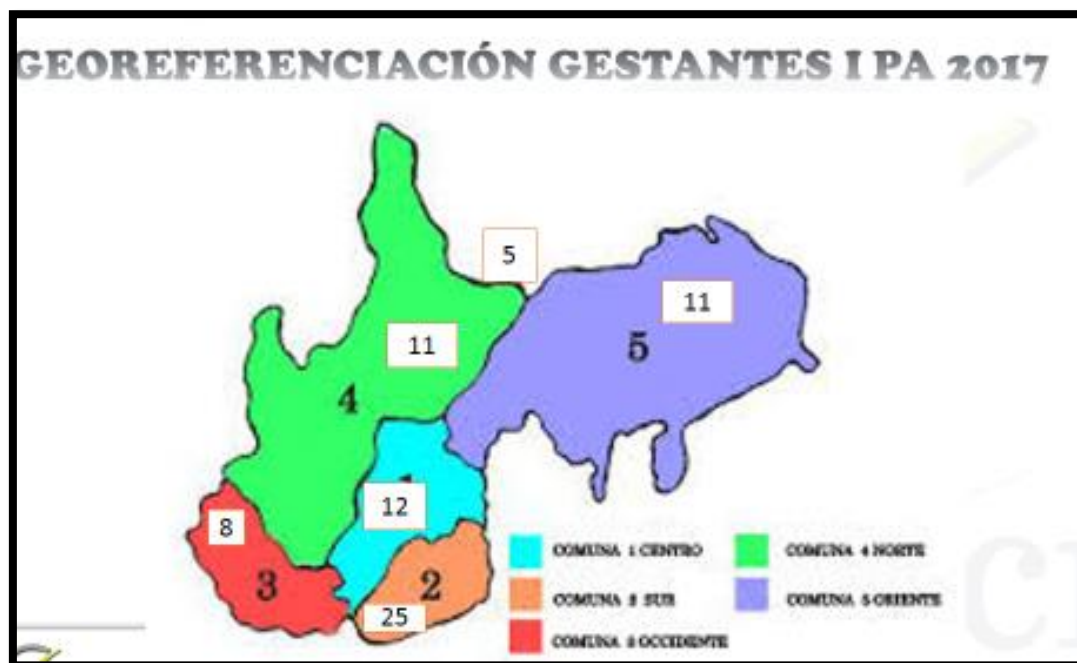 GEOREFERENCIACIÓN GESTANTES I PA 2017
5
11
11
5
4
12
8
3
2
25
COMUNA 1 CENTRO
COMUNA 4 NORTE
COMUNA 2 SUR
COMUNA 5 ORIENTE
COMUNA 3 OCCIDENTE